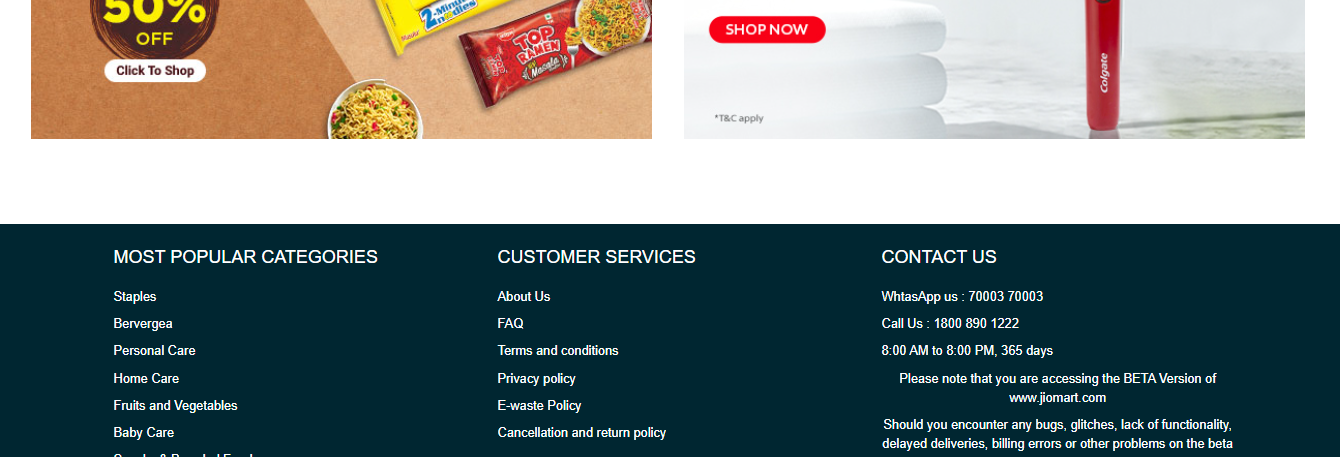 50%
OFF
Click To Shop
2-Minute
noodles
Masala
TOP
RAMEN
Masala
SHOP NOW
Colgate
*T&C apply
MOST POPULAR CATEGORIES
Staples
Bervergea
Personal Care
Home Care
Fruits and Vegetables
Baby Care
CUSTOMER SERVICES
About Us
FAQ
Terms and conditions
Privacy policy
E-waste Policy
Cancellation and return policy
CONTACT US
WhtasApp us : 70003 70003
Call Us : 1800 890 1222
8:00 AM to 8:00 PM, 365 days
Please note that you are accessing the BETA Version of
www.jiomart.com
Should you encounter any bugs, glitches, lack of functionality,
delayed deliveries, billing errors or other problems on the beta